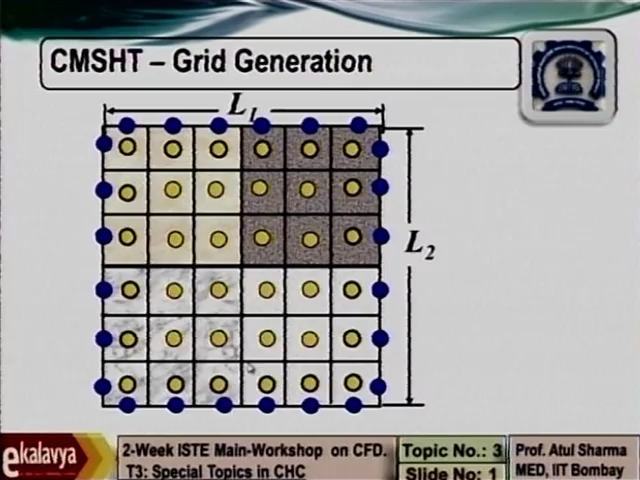 CMSHT – Grid Generation
L1
L2
ekalavya
2-Week ISTE Main-Workshop on CFD.
T3: Special Topics in CHC
Topic No.: 3
Slide No: 1
Prof. Atul Sharma
MED, IIT Bombay